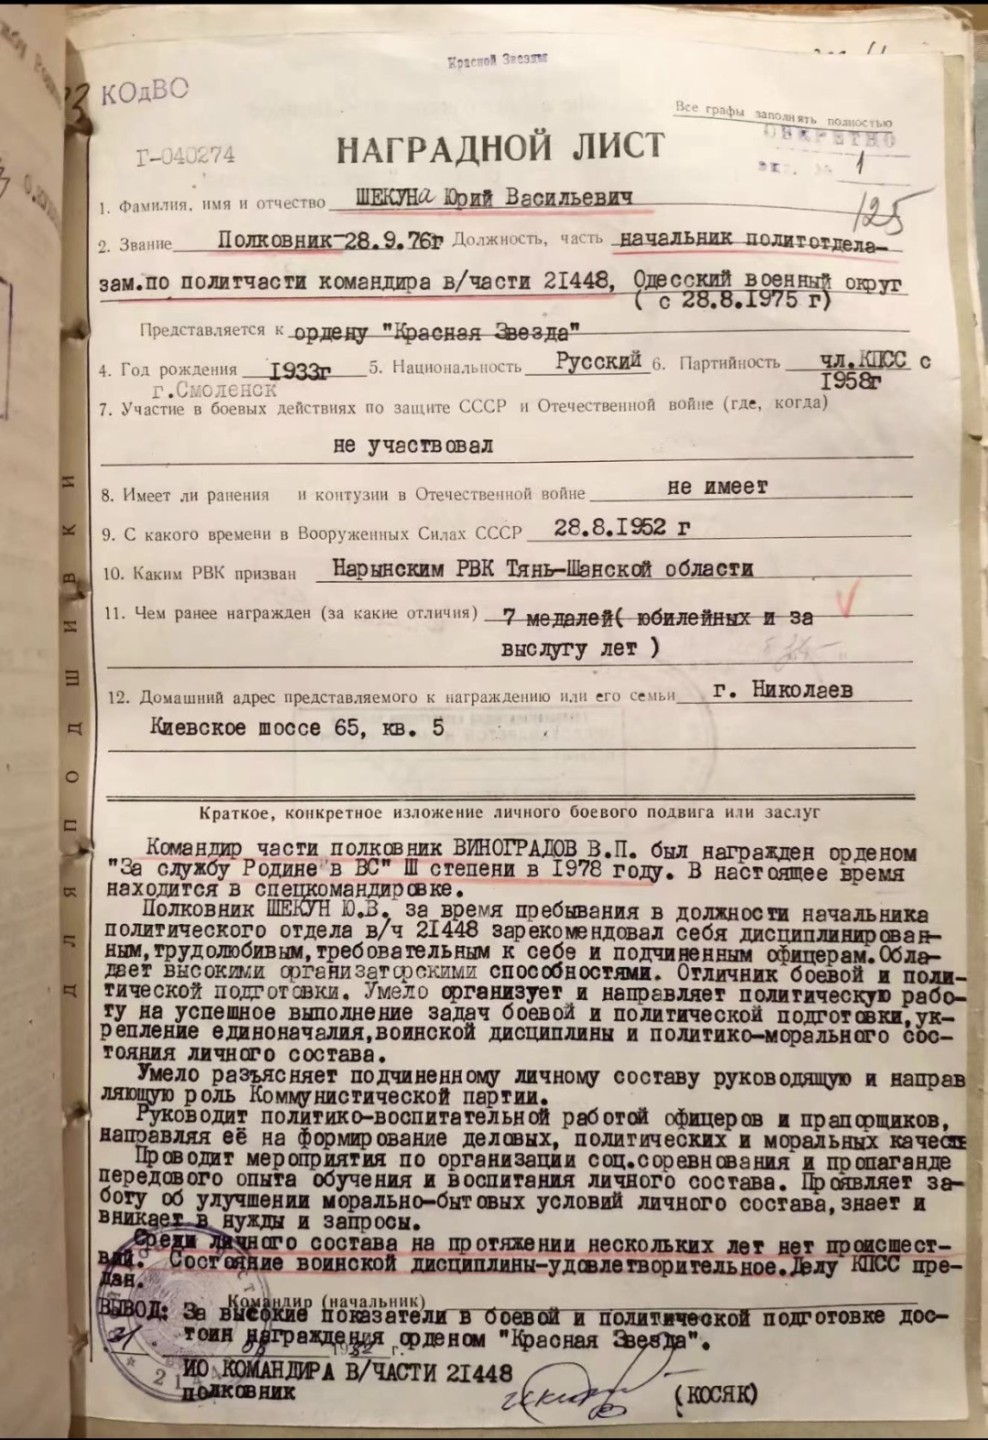 Красной Звезды
КОдВО
Все графы заполнять полностью
СЕКРЕТНО
НАГРАДНОЙ ЛИСТ
Г-040274
экз. № 1
125
1. Фамилия, имя и отчество ШЕКУНа Юрий Васильевич
2. Звание Полковник-28.9.76г Должность, часть начальник политотдела-
зам.по политчасти командира в/части 21448, Одесский военный округ
( с 28.8.1975 г)
Представляется к ордену "Красная Звезда"
4. Год рождения 1933г 5. Национальность Русский 6. Партийность чл.КПСС с
г.Смоленск 1958г
7. Участие в боевых действиях по защите СССР и Отечественной войне (где, когда)
не участвовал
8. Имеет ли ранения и контузии в Отечественной войне не имеет
9. С какого времени в Вооруженных Силах СССР 28.8.1952 г
10. Каким РВК призван Нарынским РВК Тянь-Шанской области
11. Чем ранее награжден (за какие отличия) 7 медалей( юбилейных и за
выслугу лет )
12. Домашний адрес представляемого к награждению или его семьи г. Николаев
Киевское шоссе 65, кв. 5
ДЛЯ ПОДШИВКИ
Краткое, конкретное изложение личного боевого подвига или заслуг
Командир части полковник ВИНОГРАДОВ В.П. был награжден орденом
"За службу Родине в ВС" Ш степени в 1978 году. В настоящее время
находится в спецкомандировке.
Полковник ШЕКУН Ю.В. за время пребывания в должности начальника
политического отдела в/ч 21448 зарекомендовал себя дисциплинирован-
ным,трудолюбивым,требовательным к себе и подчиненным офицерам.Обла-
дает высокими организаторскими способностями. Отличник боевой и поли-
тической подготовки. Умело организует и направляет политическую рабо-
ту на успешное выполнение задач боевой и политической подготовки,ук-
репление единоначалия,воинской дисциплины и политико-морального сос-
тояния личного состава.
Умело разъясняет подчиненному личному составу руководящую и направ
ляющую роль Коммунистической партии.
Руководит политико-воспитательной работой офицеров и прапорщиков,
направляя её на формирование деловых, политических и моральных качеств
Проводит мероприятия по организации соц.соревнования и пропаганде
передового опыта обучения и воспитания личного состава. Проявляет за-
боту об улучшении морально-бытовых условий личного состава,знает и
вникает в нужды и запросы.
Среди личного состава на протяжении нескольких лет нет происшест-
вий. Состояние воинской дисциплины-удовлетворительное.Делу КПСС пре-
дан.
Командир (начальник)
ВЫВОД: За высокие показатели в боевой и политической подготовке дос-
тоин награждения орденом "Красная Звезда".
1982 г.
ИО КОМАНДИРА В/ЧАСТИ 21448
полковник (КОСЯК)